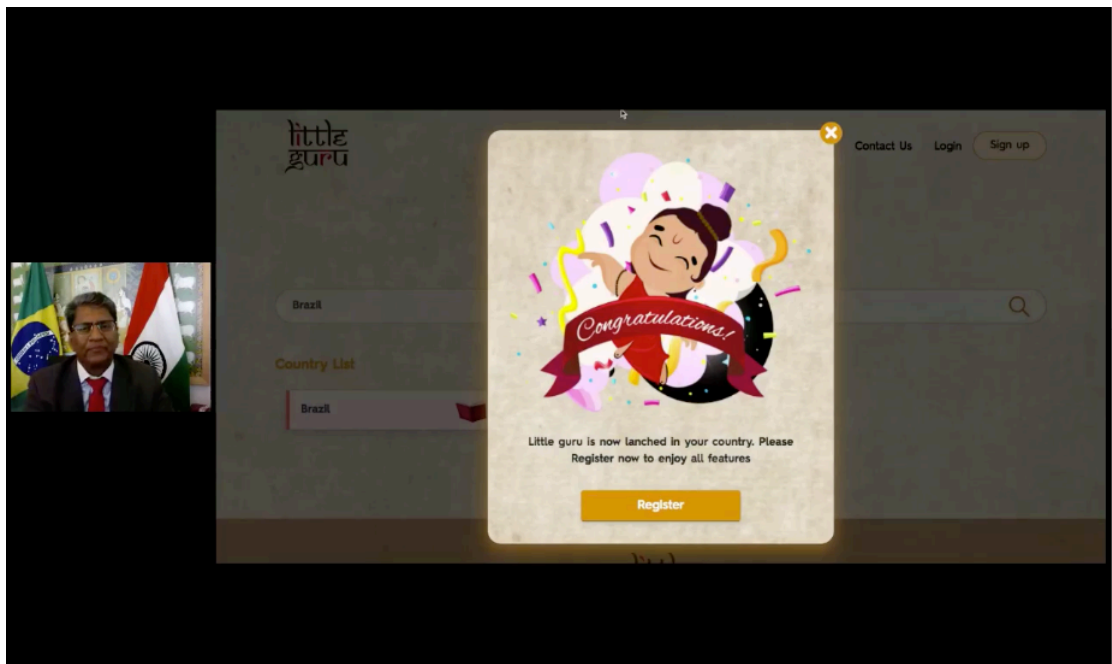 little
guru
Contact Us
Login
Sign up
Brazil
Country List
Brazil
Congratulations!
Little guru is now lanched in your country. Please
Register now to enjoy all features
Register